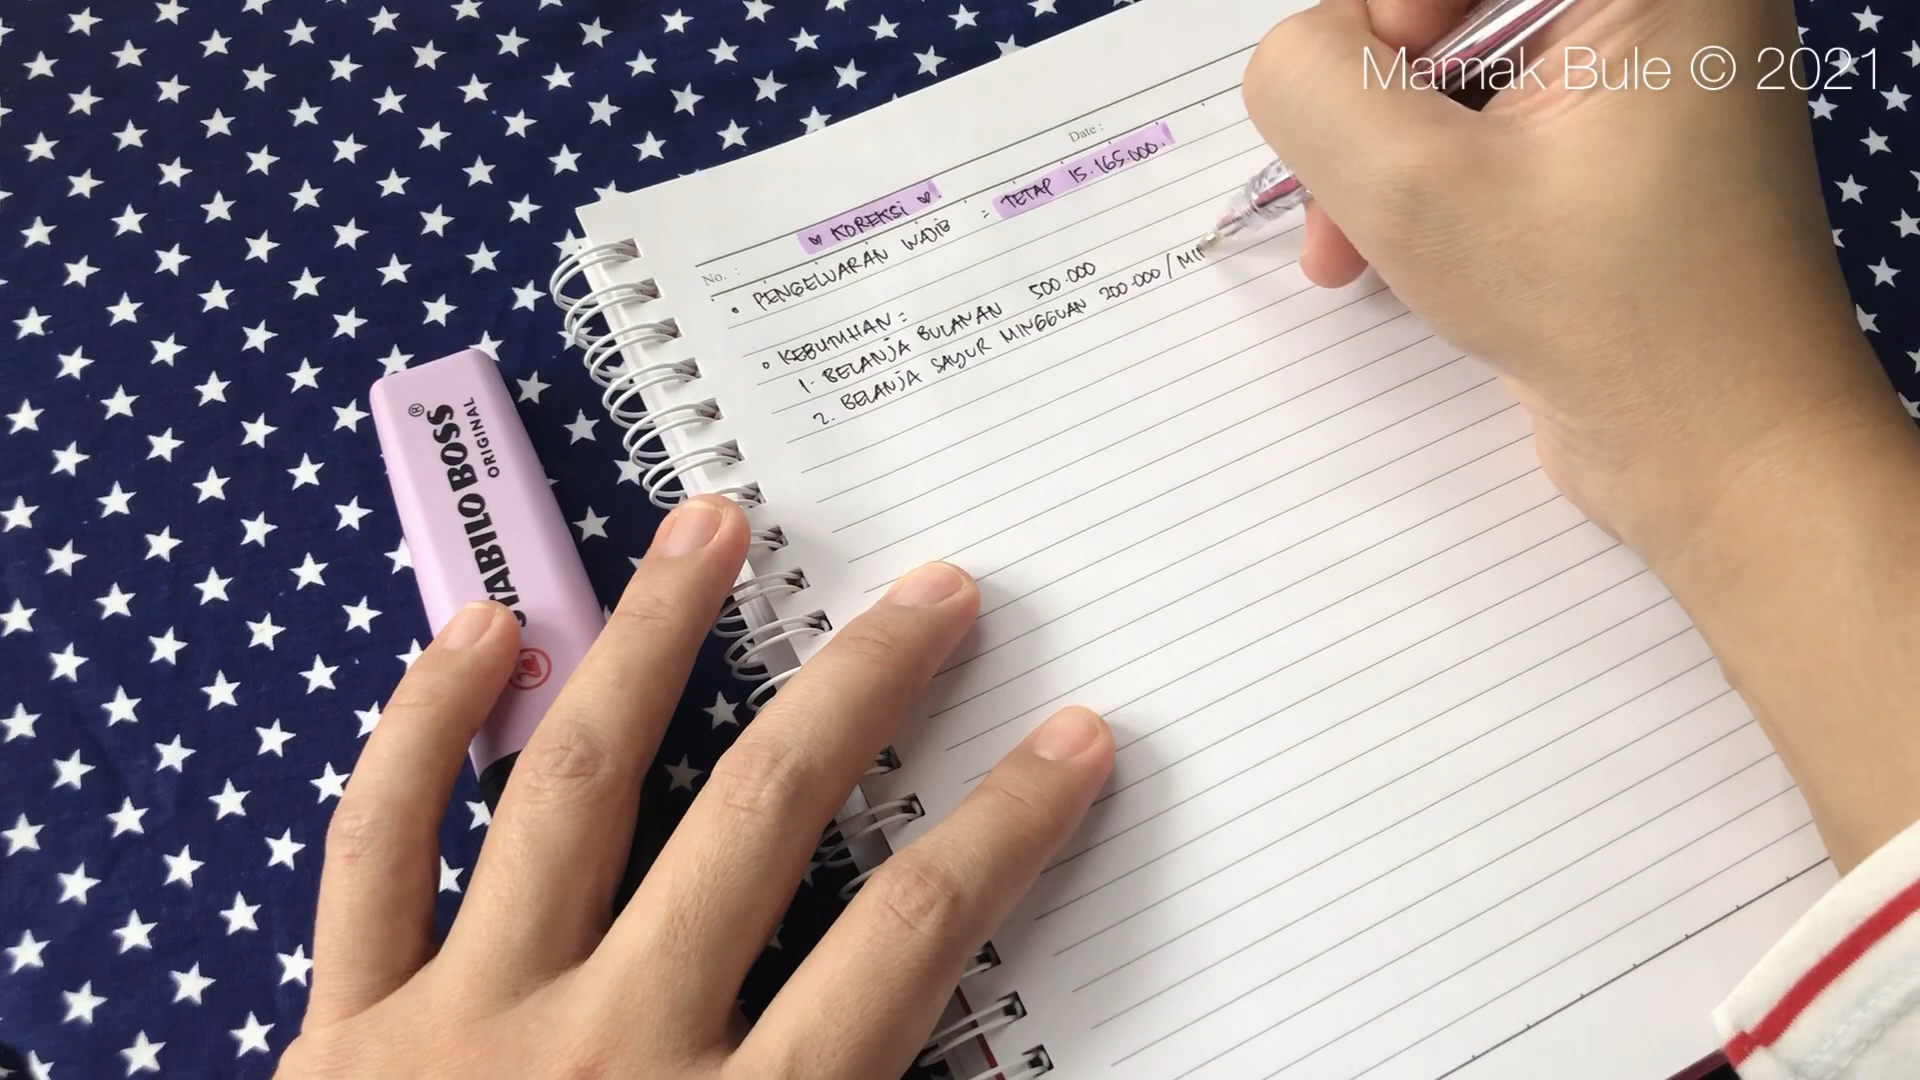 Mamak Bule © 2021
Date :
No. :
KOREKSI
• PENGELUARAN WAJIB = TETAP 15.165.000.
• KEBUTUHAN :
1. BELANJA BULANAN 500.000
2. BELANJA SAYUR MINGGUAN 200.000 / MIN
STABILO BOSS®
ORIGINAL